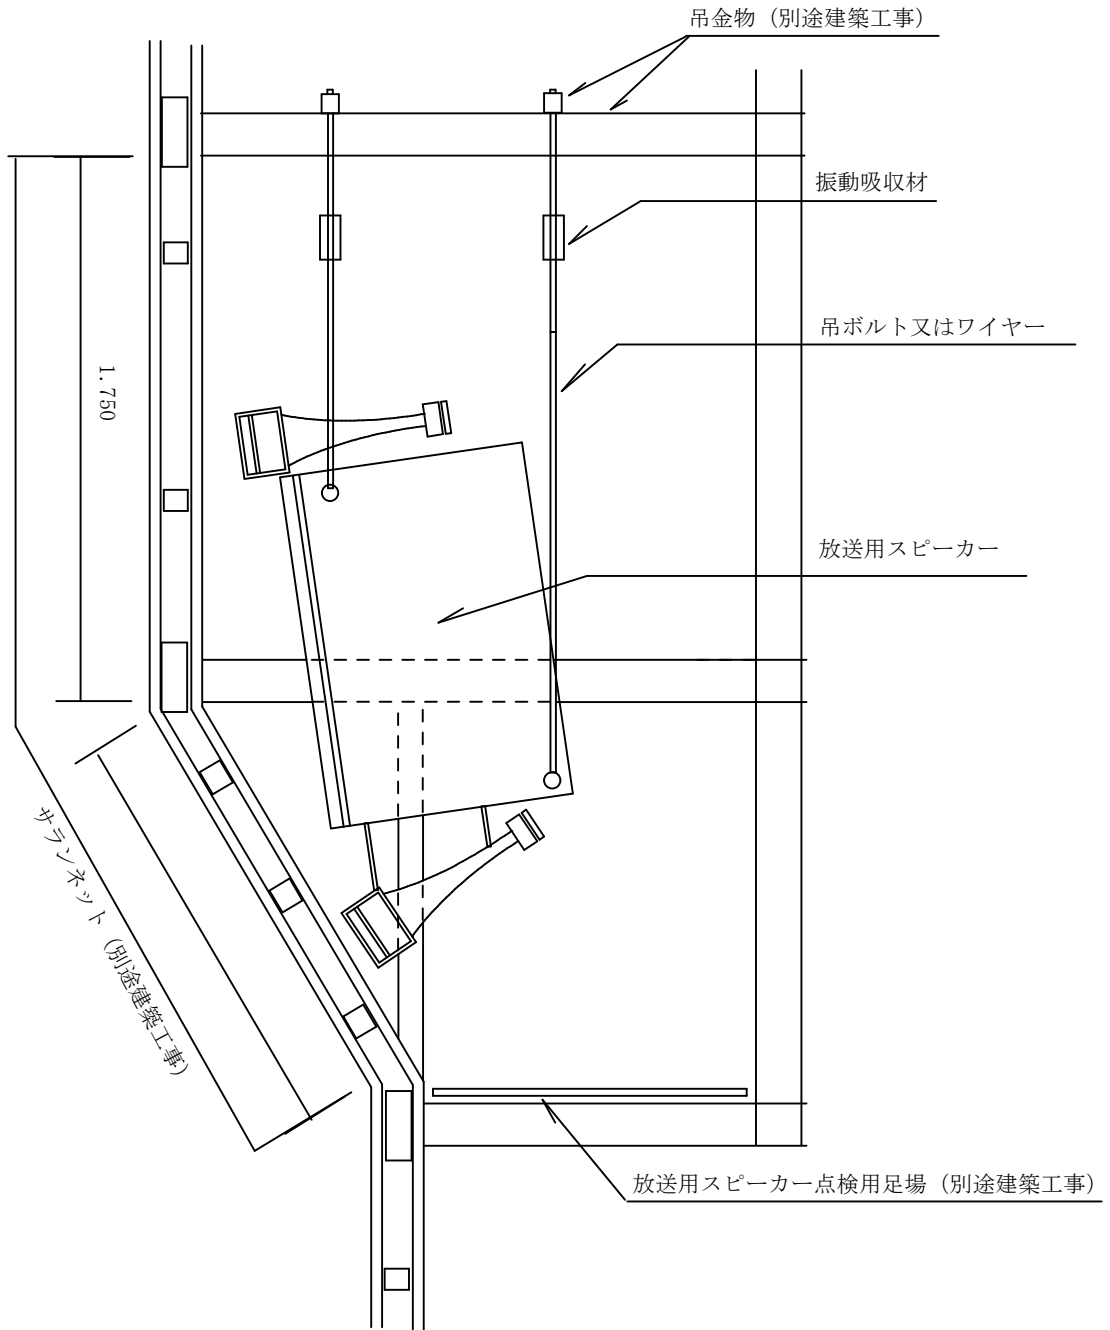 吊金物（別途建築工事）
振動吸収材
吊ボルト又はワイヤー
1.750
放送用スピーカー
サランネット（別途建築工事）
放送用スピーカー点検用足場（別途建築工事）